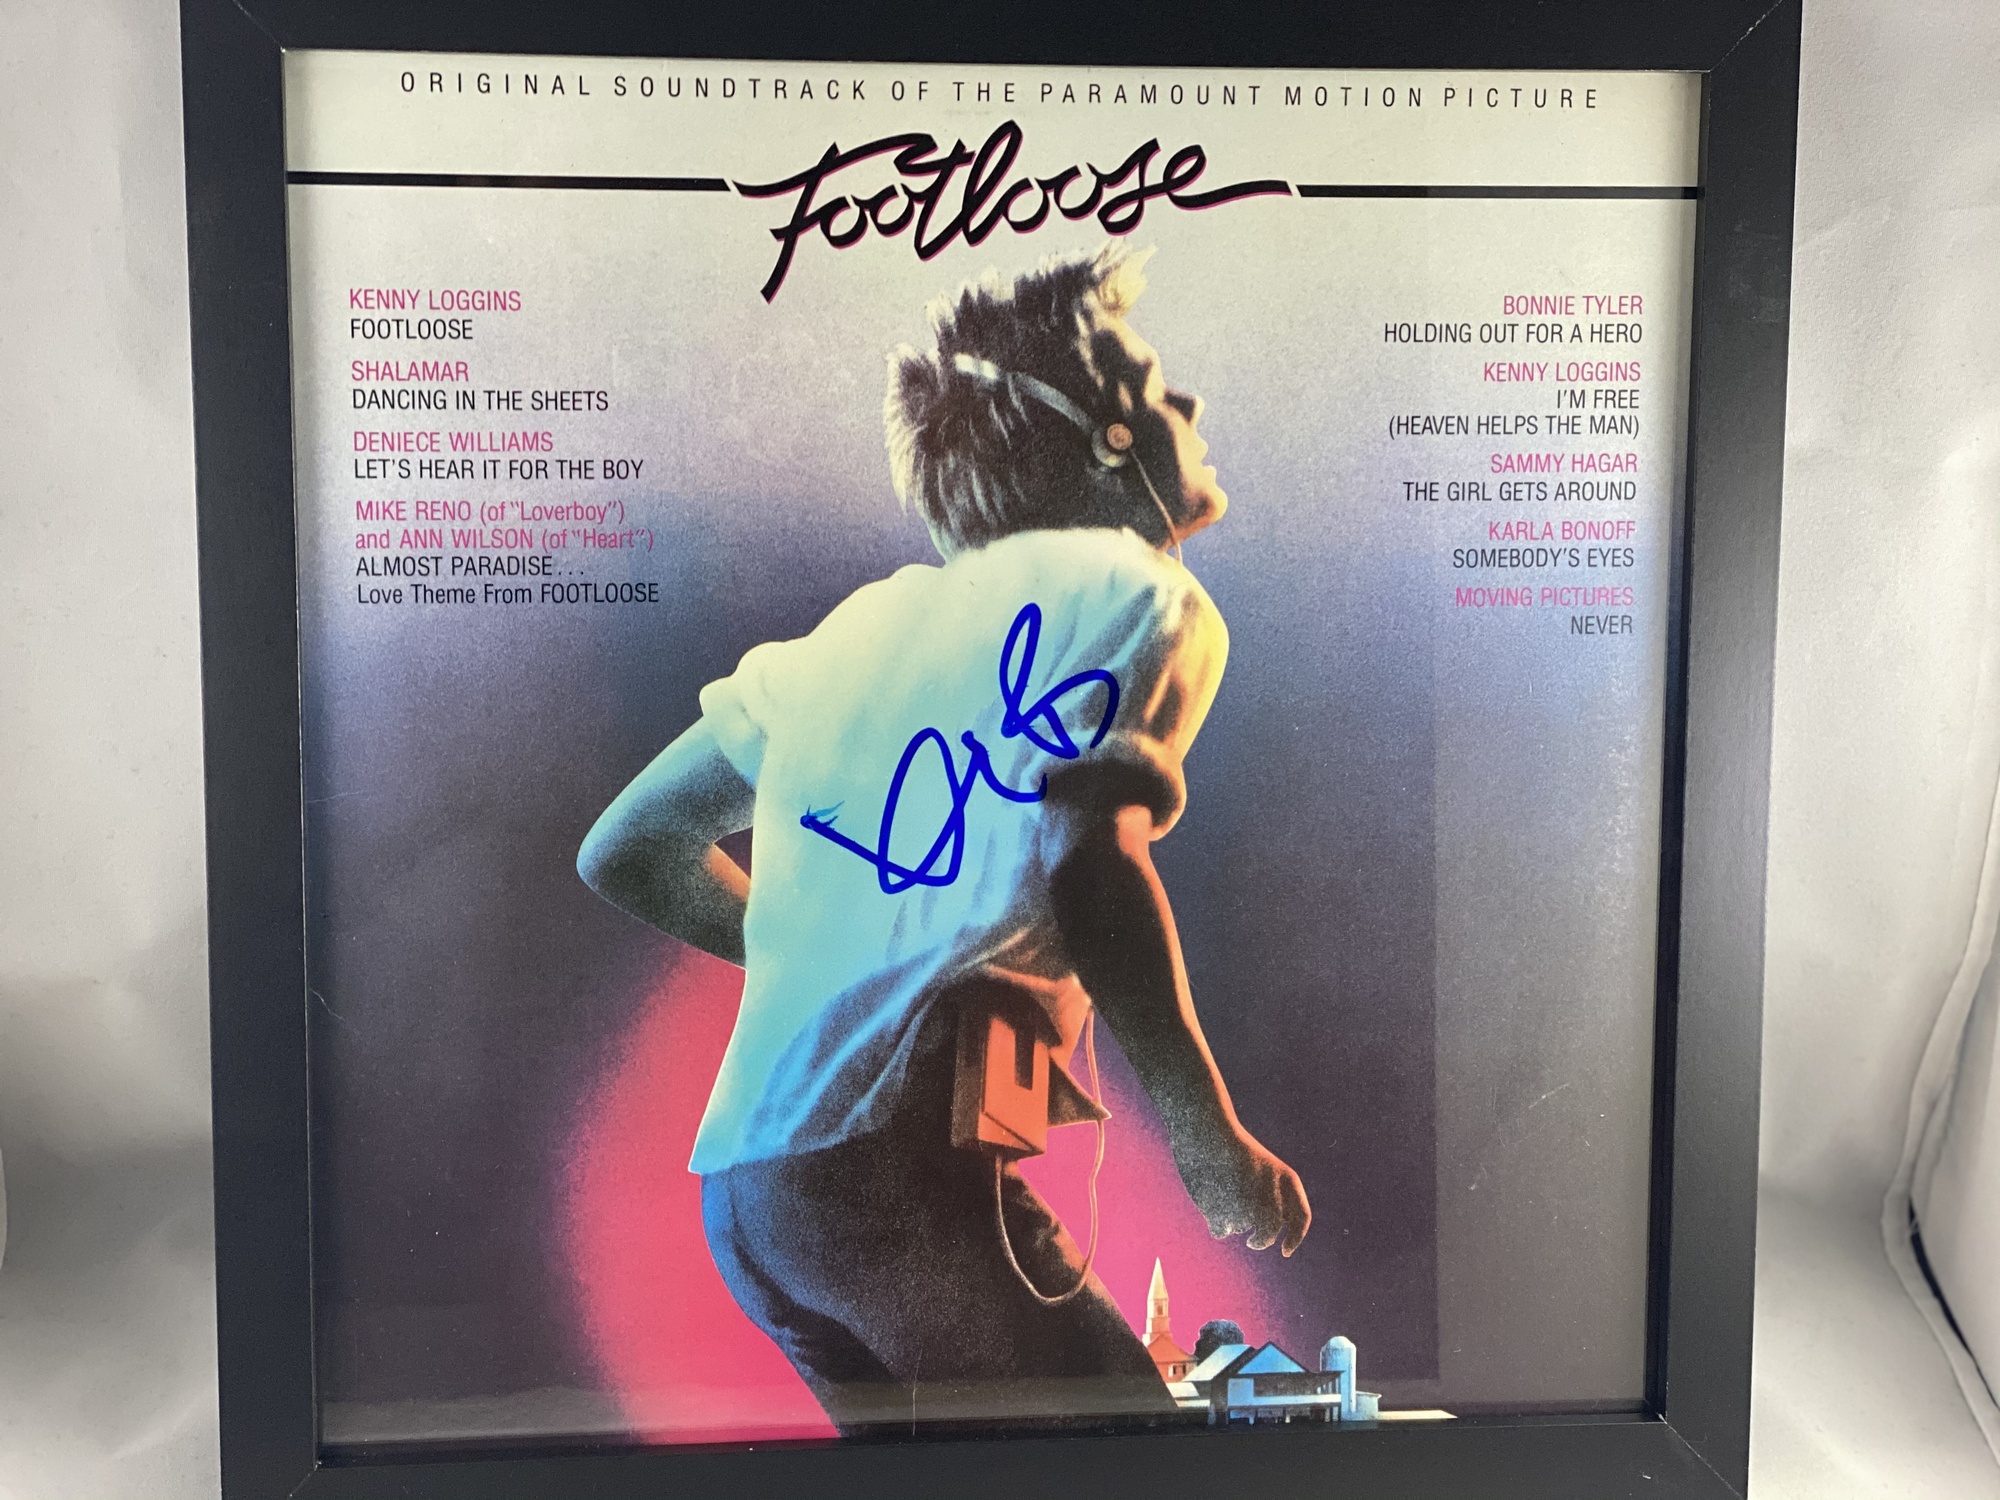 ORIGINAL SOUNDTRACK OF THE PARAMOUNT MOTION PICTURE
Footloose
KENNY LOGGINS
FOOTLOOSE
SHALAMAR
DANCING IN THE SHEETS
DENIECE WILLIAMS
LET'S HEAR IT FOR THE BOY
MIKE RENO (of "Loverboy")
and ANN WILSON (of "Heart")
ALMOST PARADISE...
Love Theme From FOOTLOOSE
BONNIE TYLER
HOLDING OUT FOR A HERO
KENNY LOGGINS
I'M FREE
(HEAVEN HELPS THE MAN)
SAMMY HAGAR
THE GIRL GETS AROUND
KARLA BONOFF
SOMEBODY'S EYES
MOVING PICTURES
NEVER